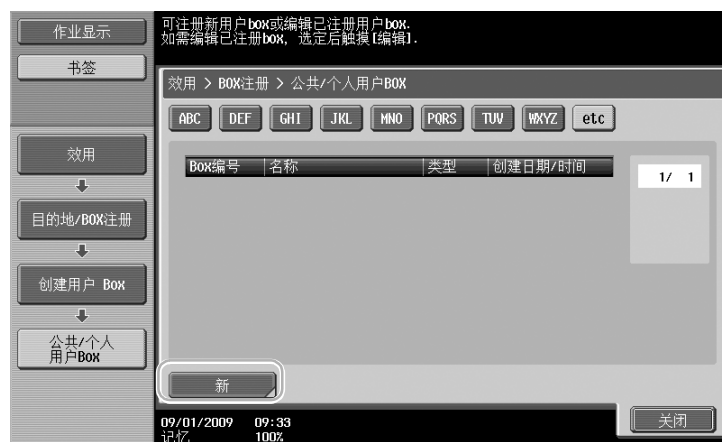 作业显示
书签
可注册新用户box或编辑已注册用户box.
如需编辑已注册box, 选定后触摸[编辑].
效用 > BOX注册 > 公共/个人用户BOX
ABC DEF GHI JKL MNO PQRS TUV WXYZ etc
Box编号 名称 类型 创建日期/时间
1/ 1
效用
目的地/BOX注册
创建用户 Box
公共/个人
用户Box
新
09/01/2009 09:33
记忆 100%
关闭